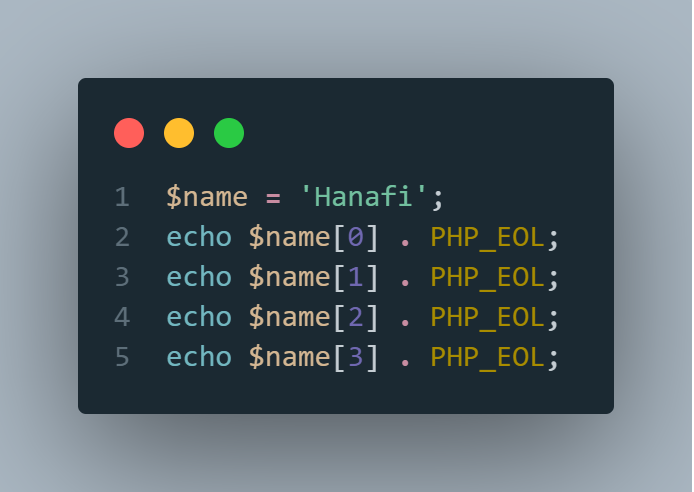 1 $name = 'Hanafi';
2 echo $name[0] . PHP_EOL;
3 echo $name[1] . PHP_EOL;
4 echo $name[2] . PHP_EOL;
5 echo $name[3] . PHP_EOL;